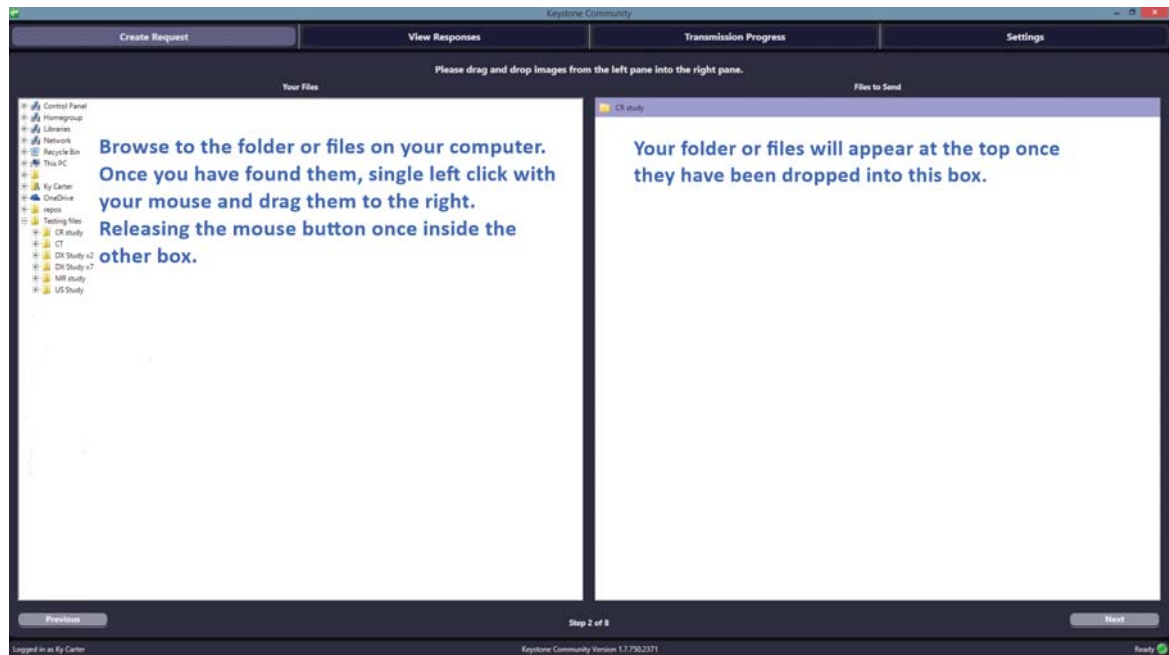 Keystone Community
Create Request
View Responses
Transmission Progress
Settings
Please drag and drop images from the left pane into the right pane.
Your Files
Files to Send
Control Panel
Homegroup
Libraries
Network
Recycle Bin
This PC
Ky Carter
OneDrive
repos
Testing files
CR study
CT
DX Study x2
DX Study x7
MR study
US Study
Browse to the folder or files on your computer.
Once you have found them, single left click with
your mouse and drag them to the right.
Releasing the mouse button once inside the
other box.
CR study
Your folder or files will appear at the top once
they have been dropped into this box.
Previous
Step 2 of 8
Next
Logged in as Ky Carter
Keystone Community Version 1.7.750.2371
Ready